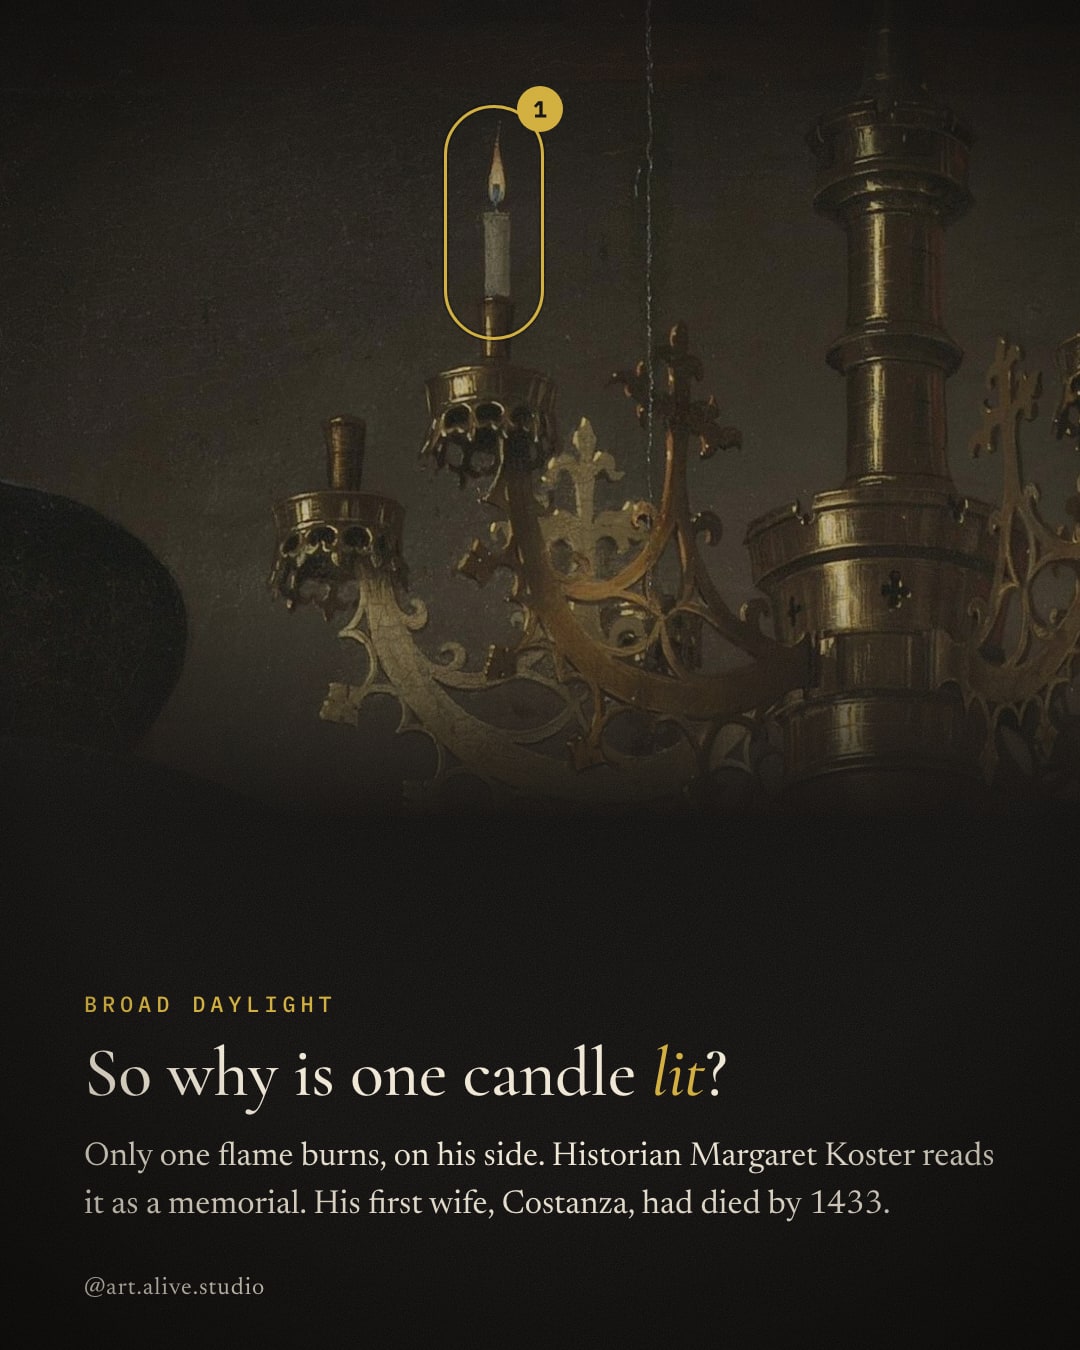 1
BROAD DAYLIGHT
So why is one candle lit?
Only one flame burns, on his side. Historian Margaret Koster reads
it as a memorial. His first wife, Costanza, had died by 1433.
@art.alive.studio